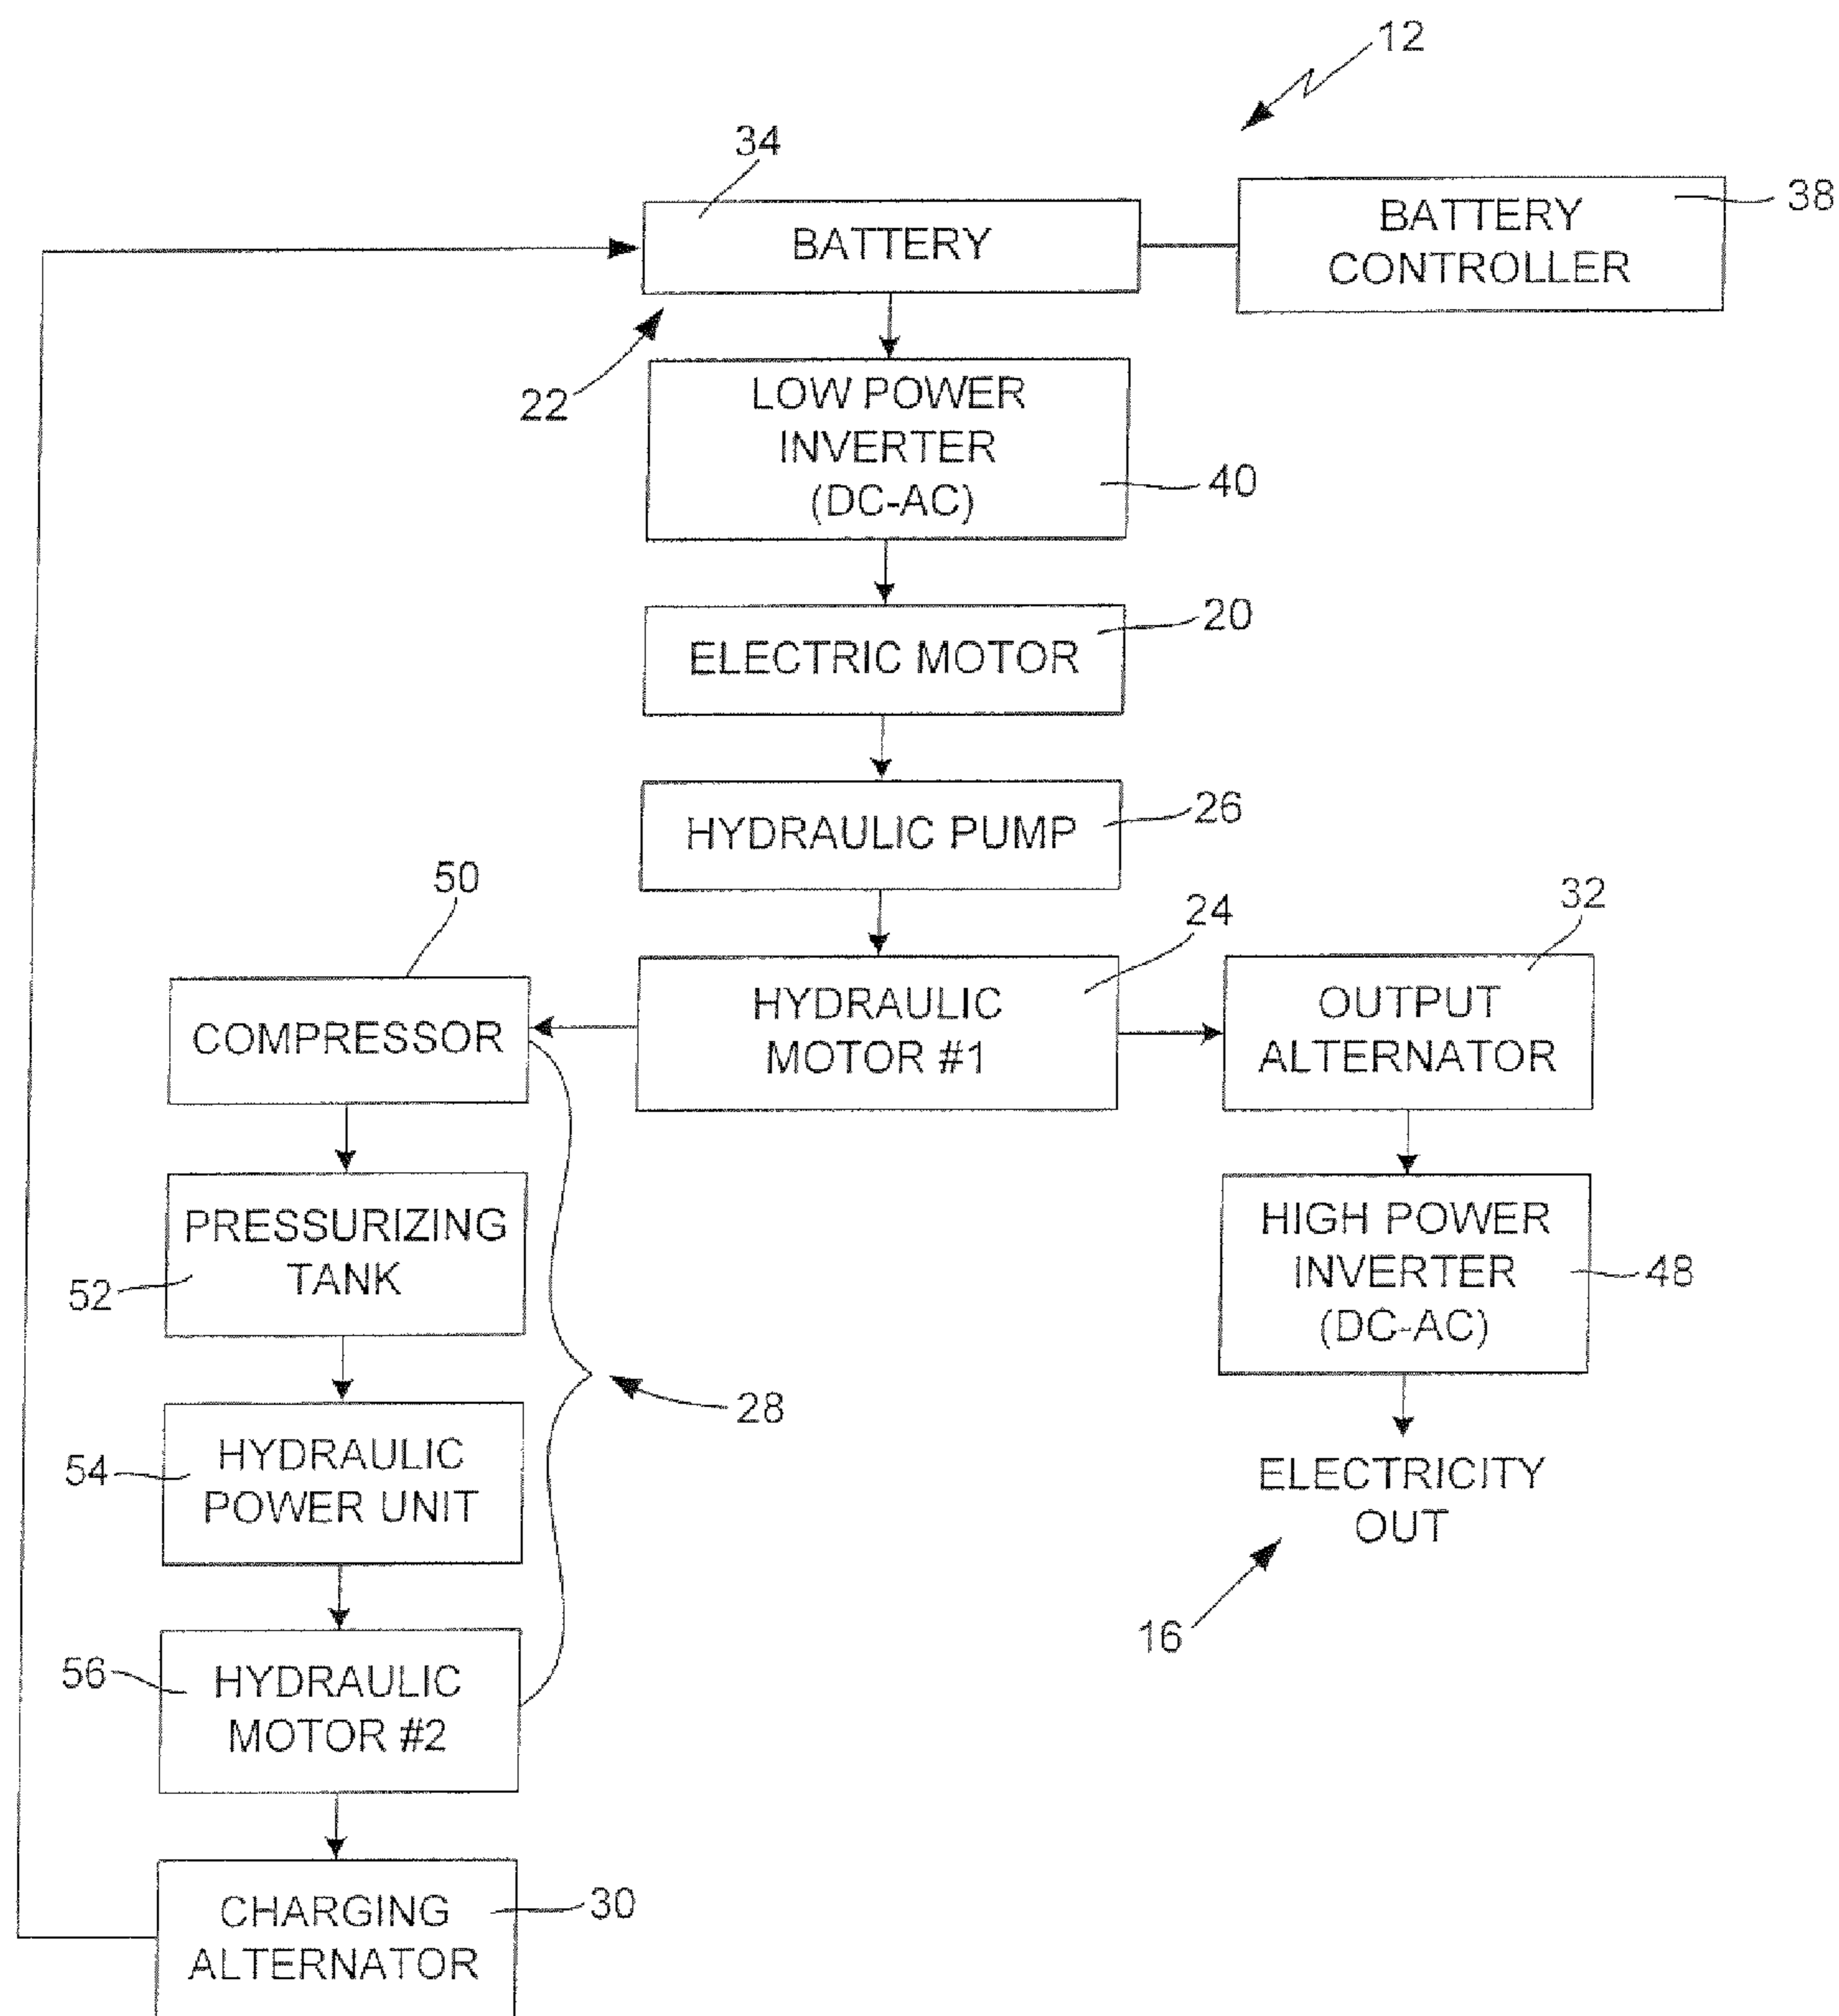 12
34
BATTERY
BATTERY
CONTROLLER
38
22
LOW POWER
INVERTER
(DC-AC)
40
ELECTRIC MOTOR
20
HYDRAULIC PUMP
26
50
COMPRESSOR
HYDRAULIC
MOTOR #1
24
32
OUTPUT
ALTERNATOR
PRESSURIZING
TANK
52
HIGH POWER
INVERTER
(DC-AC)
48
28
HYDRAULIC
POWER UNIT
54
ELECTRICITY
OUT
16
56
HYDRAULIC
MOTOR #2
CHARGING
ALTERNATOR
30